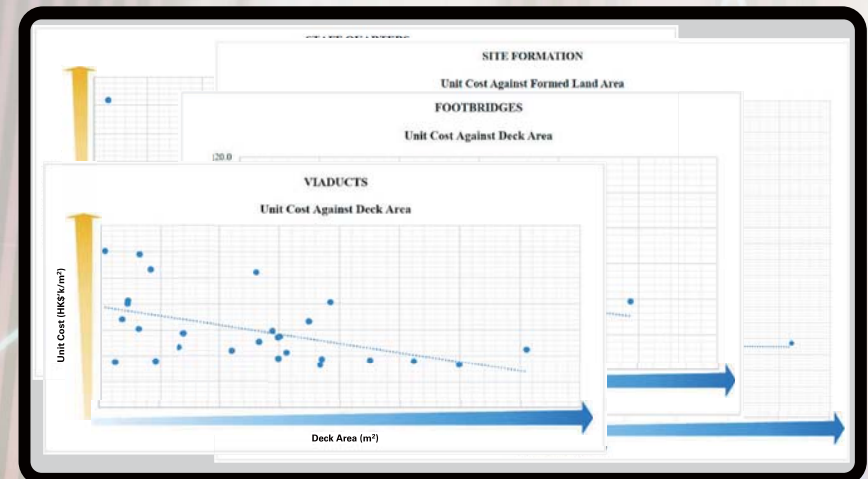 SITE FORMATION
Unit Cost Against Formed Land Area
FOOTBRIDGES
Unit Cost Against Deck Area
120.0
VIADUCTS
Unit Cost Against Deck Area
Unit Cost (HK$'k/m²)
Deck Area (m²)